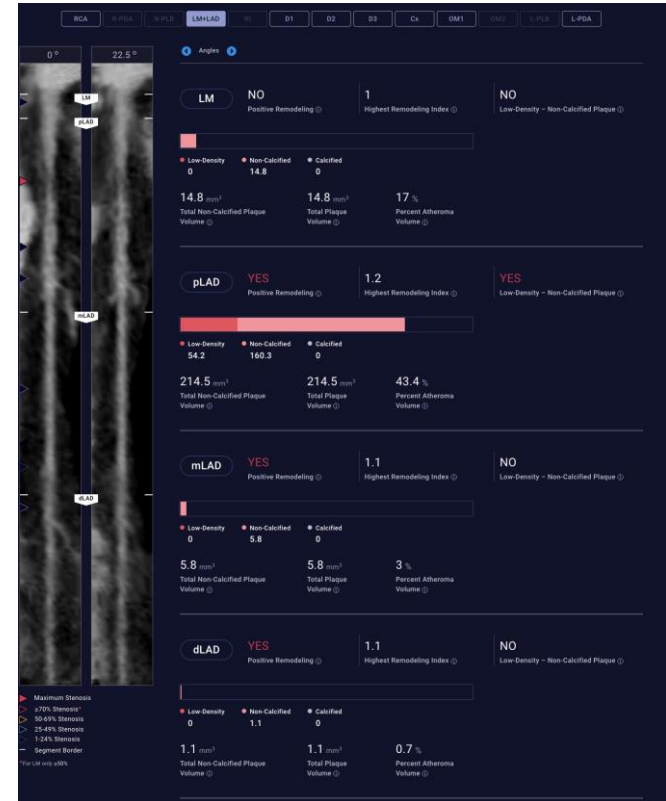 RCA R-PDA R-PLB LM+LAD RI D1 D2 D3 Cx OM1 OM2 L-PLB L-PDA
0° 22.5°
Angles
LM
pLAD
mLAD
dLAD
LM
NO
Positive Remodeling
1
Highest Remodeling Index
NO
Low-Density – Non-Calcified Plaque
Low-Density Non-Calcified Calcified
0 14.8 0
14.8 mm³ 14.8 mm³ 17 %
Total Non-Calcified Plaque Total Plaque Percent Atheroma
Volume Volume Volume
pLAD
YES
Positive Remodeling
1.2
Highest Remodeling Index
YES
Low-Density – Non-Calcified Plaque
Low-Density Non-Calcified Calcified
54.2 160.3 0
214.5 mm³ 214.5 mm³ 43.4 %
Total Non-Calcified Plaque Total Plaque Percent Atheroma
Volume Volume Volume
mLAD
YES
Positive Remodeling
1.1
Highest Remodeling Index
NO
Low-Density – Non-Calcified Plaque
Low-Density Non-Calcified Calcified
0 5.8 0
5.8 mm³ 5.8 mm³ 3 %
Total Non-Calcified Plaque Total Plaque Percent Atheroma
Volume Volume Volume
dLAD
YES
Positive Remodeling
1.1
Highest Remodeling Index
NO
Low-Density – Non-Calcified Plaque
Low-Density Non-Calcified Calcified
0 1.1 0
1.1 mm³ 1.1 mm³ 0.7 %
Total Non-Calcified Plaque Total Plaque Percent Atheroma
Volume Volume Volume
Maximum Stenosis
≥70% Stenosis*
50-69% Stenosis
25-49% Stenosis
1-24% Stenosis
Segment Border
*For LM only ≥50%